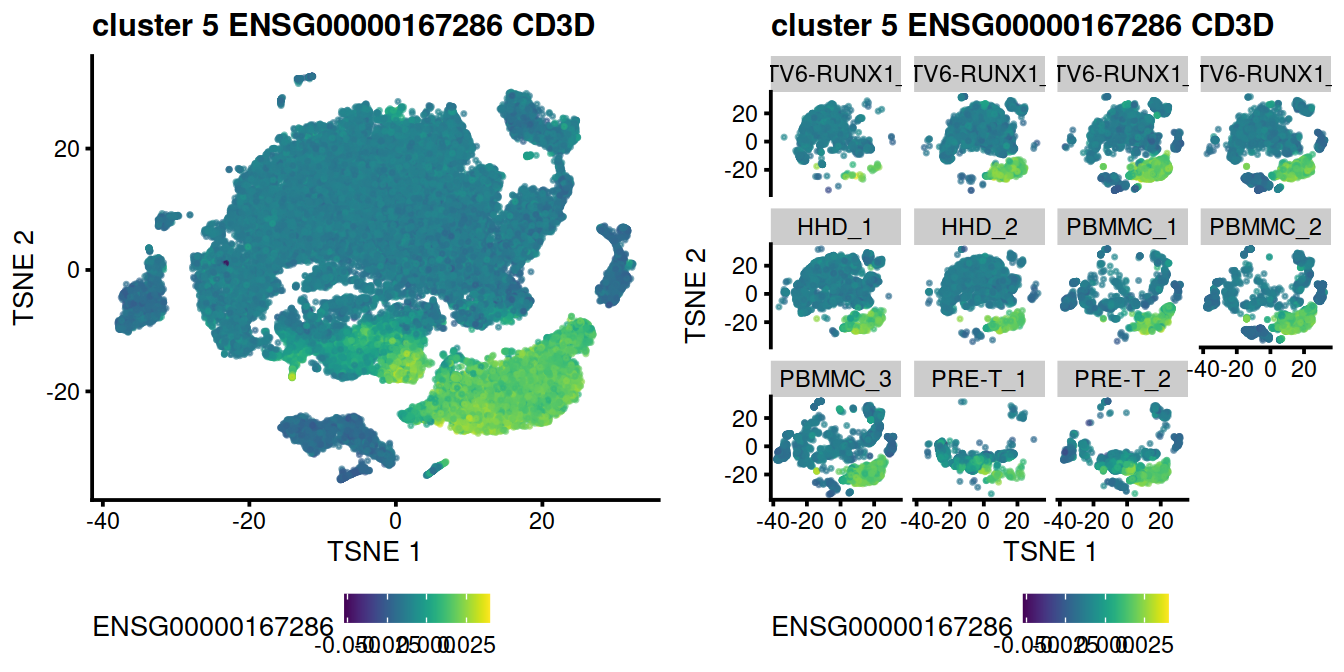 cluster 5 ENSG00000167286 CD3D
20
0
-20
TSNE 2
-40 -20 0 20
TSNE 1
ENSG00000167286
cluster 5 ENSG00000167286 CD3D
TV6-RUNX1_ TV6-RUNX1_ TV6-RUNX1_ TV6-RUNX1_
20
0
-20
HHD_1 HHD_2 PBMMC_1 PBMMC_2
20
0
-20
TSNE 2
-40 -20 0 20
PBMMC_3 PRE-T_1 PRE-T_2
20
0
-20
-40 -20 0 20 -40 -20 0 20 -40 -20 0 20
TSNE 1
ENSG00000167286